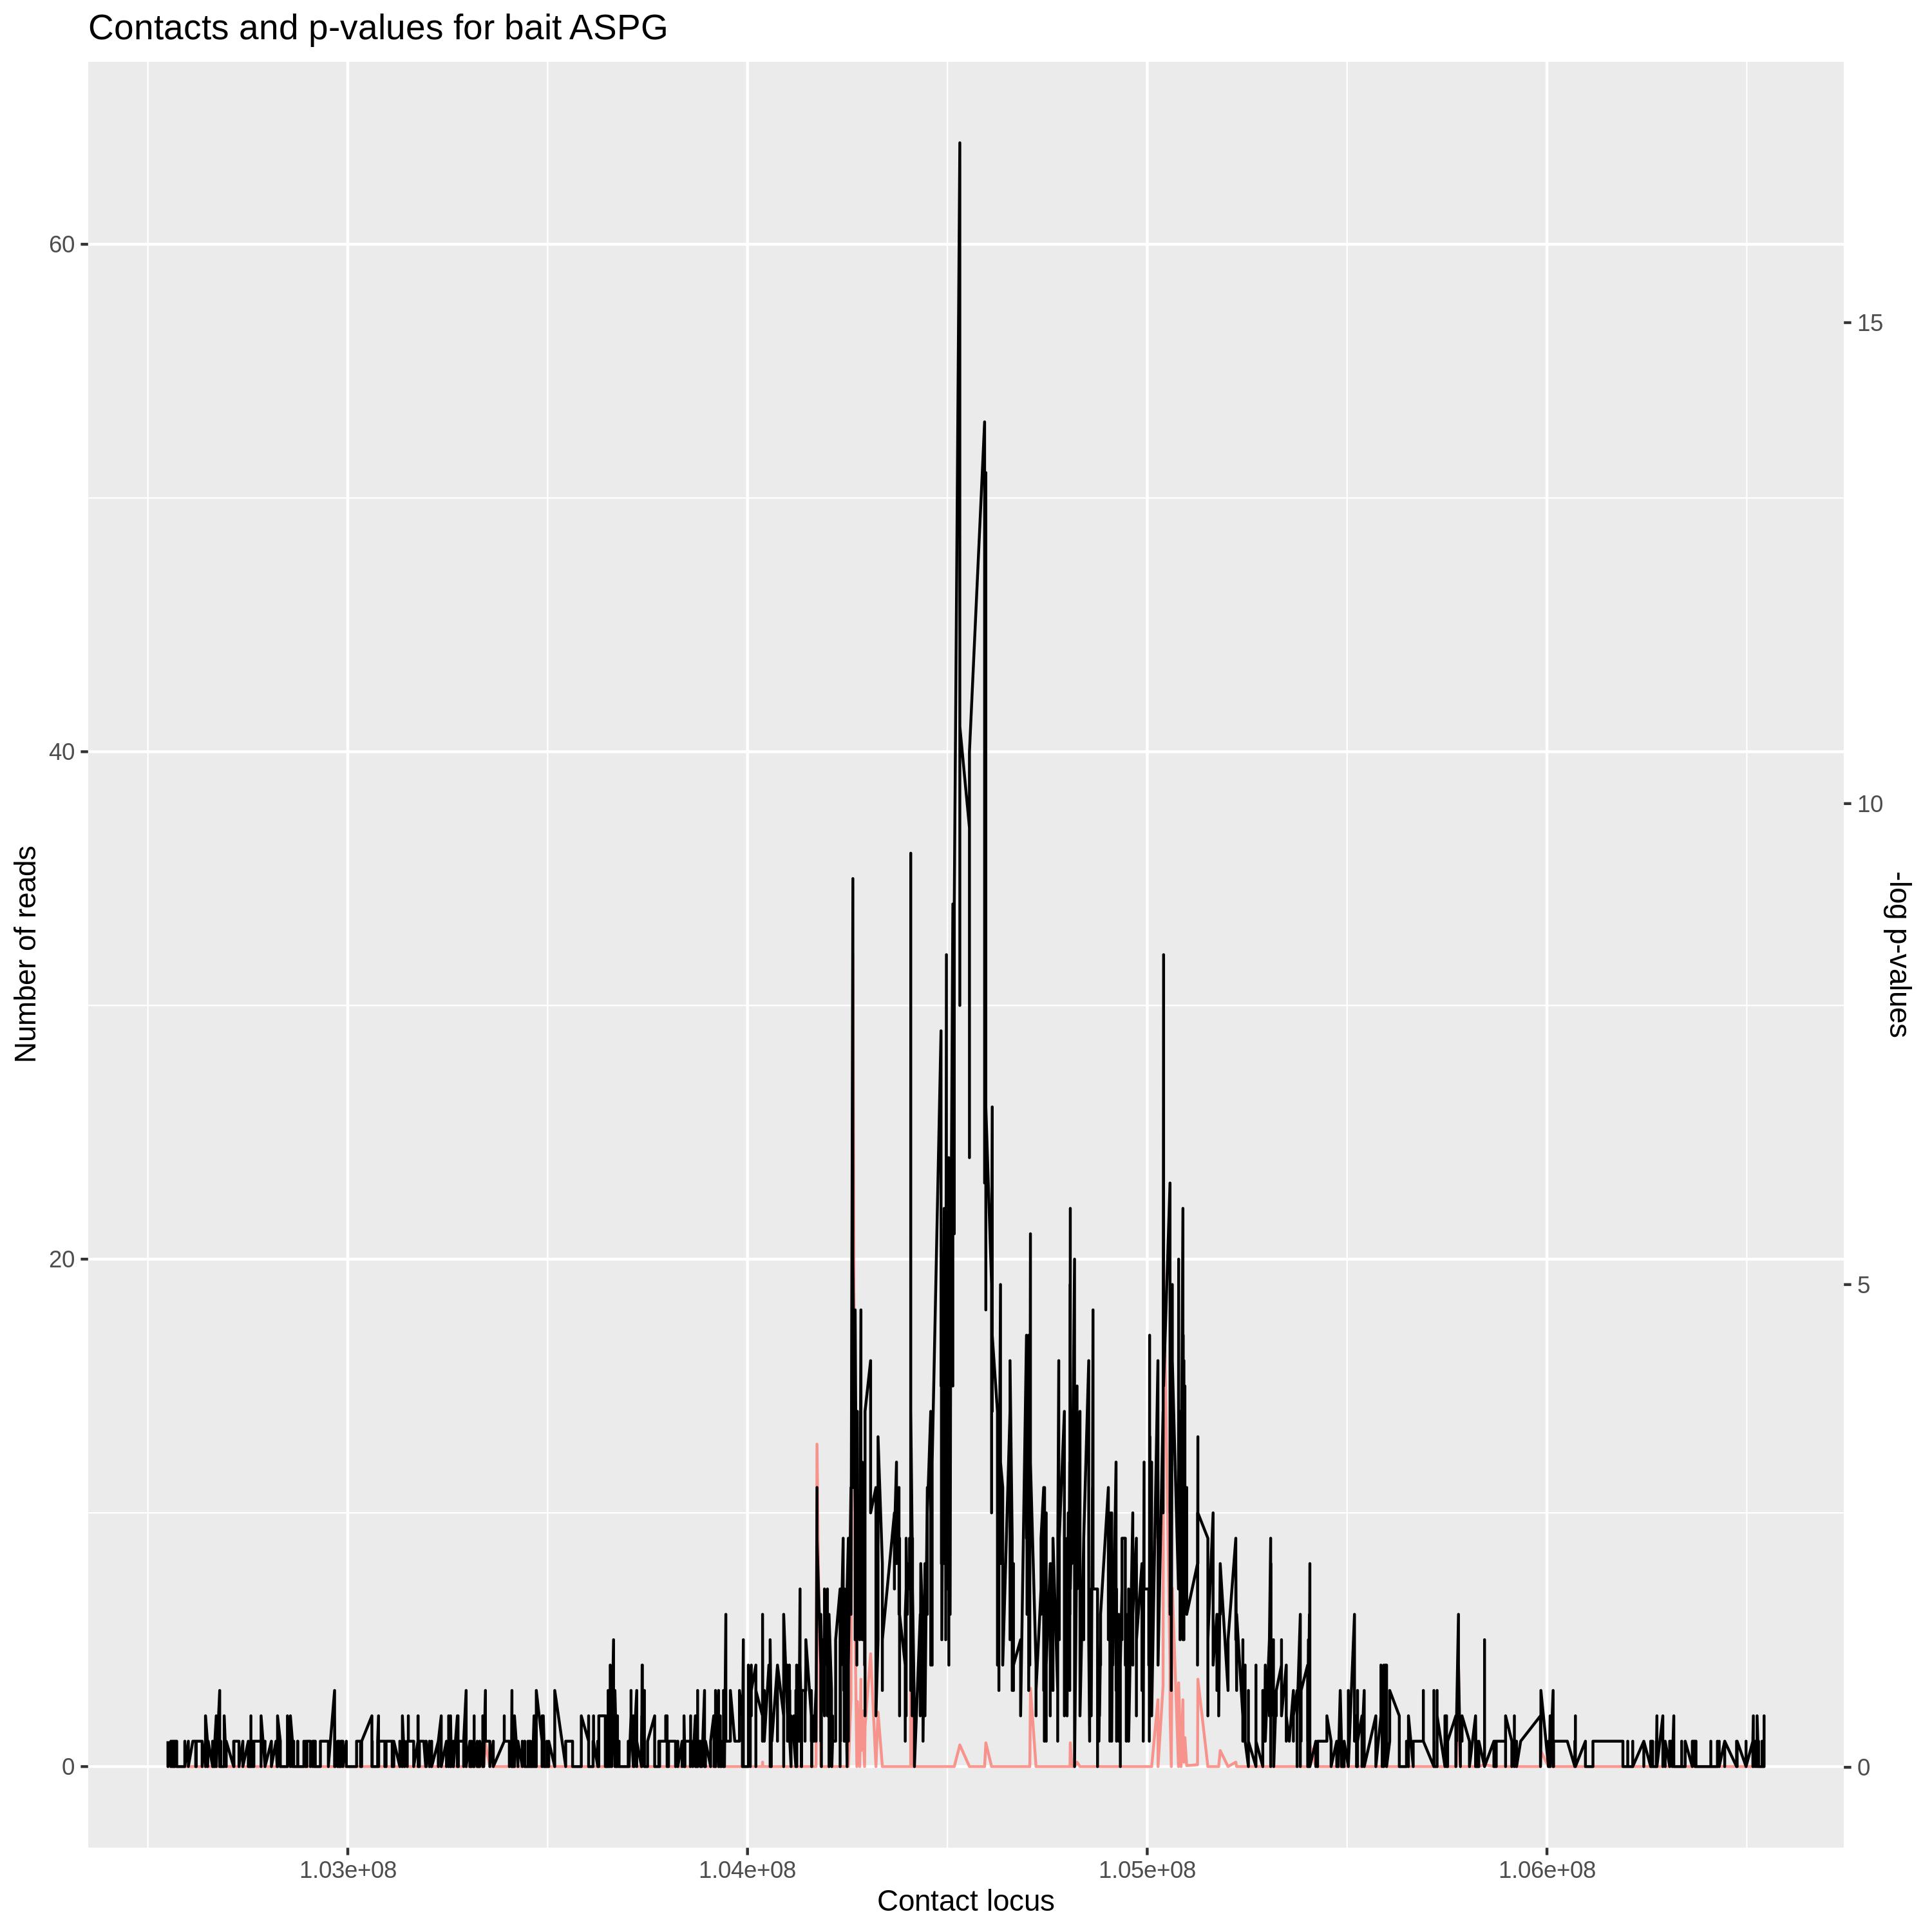 Contacts and p-values for bait ASPG
60
40
20
0
Number of reads
15
10
5
0
-log p-values
1.03e+08
1.04e+08
1.05e+08
1.06e+08
Contact locus